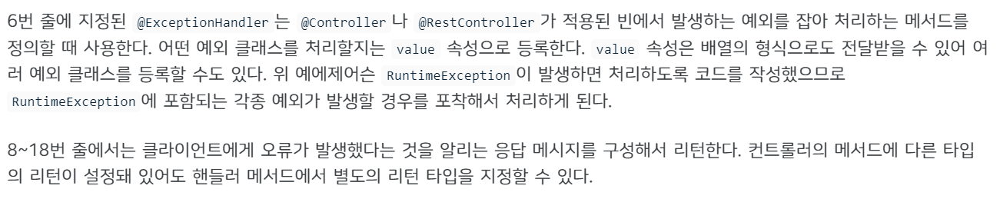 6번 줄에 지정된 @ExceptionHandler 는 @Controller 나 @RestController 가 적용된 빈에서 발생하는 예외를 잡아 처리하는 메서드를
정의할 때 사용한다. 어떤 예외 클래스를 처리할지는 value 속성으로 등록한다. value 속성은 배열의 형식으로도 전달받을 수 있어 여
러 예외 클래스를 등록할 수도 있다. 위 예에제어슨 RuntimeException 이 발생하면 처리하도록 코드를 작성했으므로
RuntimeException 에 포함되는 각종 예외가 발생할 경우를 포착해서 처리하게 된다.
8~18번 줄에서는 클라이언트에게 오류가 발생했다는 것을 알리는 응답 메시지를 구성해서 리턴한다. 컨트롤러의 메서드에 다른 타입
의 리턴이 설정돼 있어도 핸들러 메서드에서 별도의 리턴 타입을 지정할 수 있다.